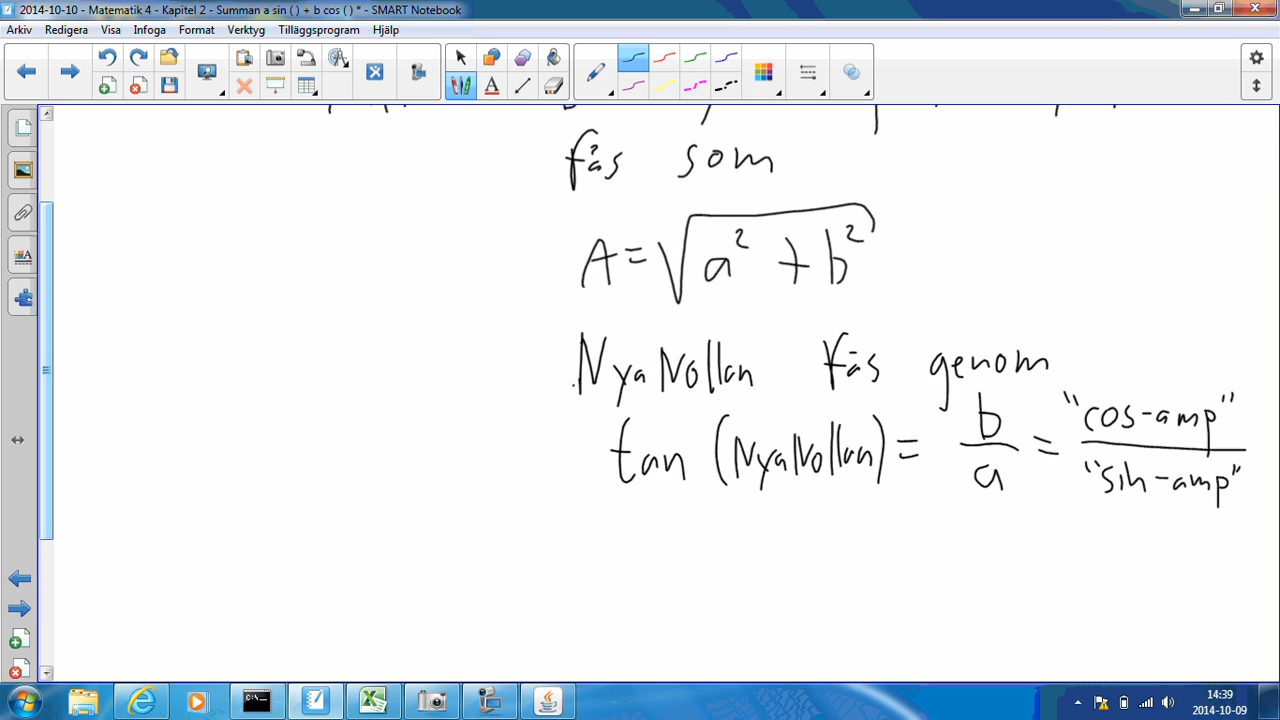 2014-10-10 - Matematik 4 - Kapitel 2 - Summan a sin ( ) + b cos ( ) * - SMART Notebook
Arkiv Redigera Visa Infoga Format Verktyg Tilläggsprogram Hjälp
fås som
A = √(a² + b²)
NyaNollan fås genom
tan (NyaNollan) = b/a = "cos-amp"/"sin-amp"
14:39
2014-10-09